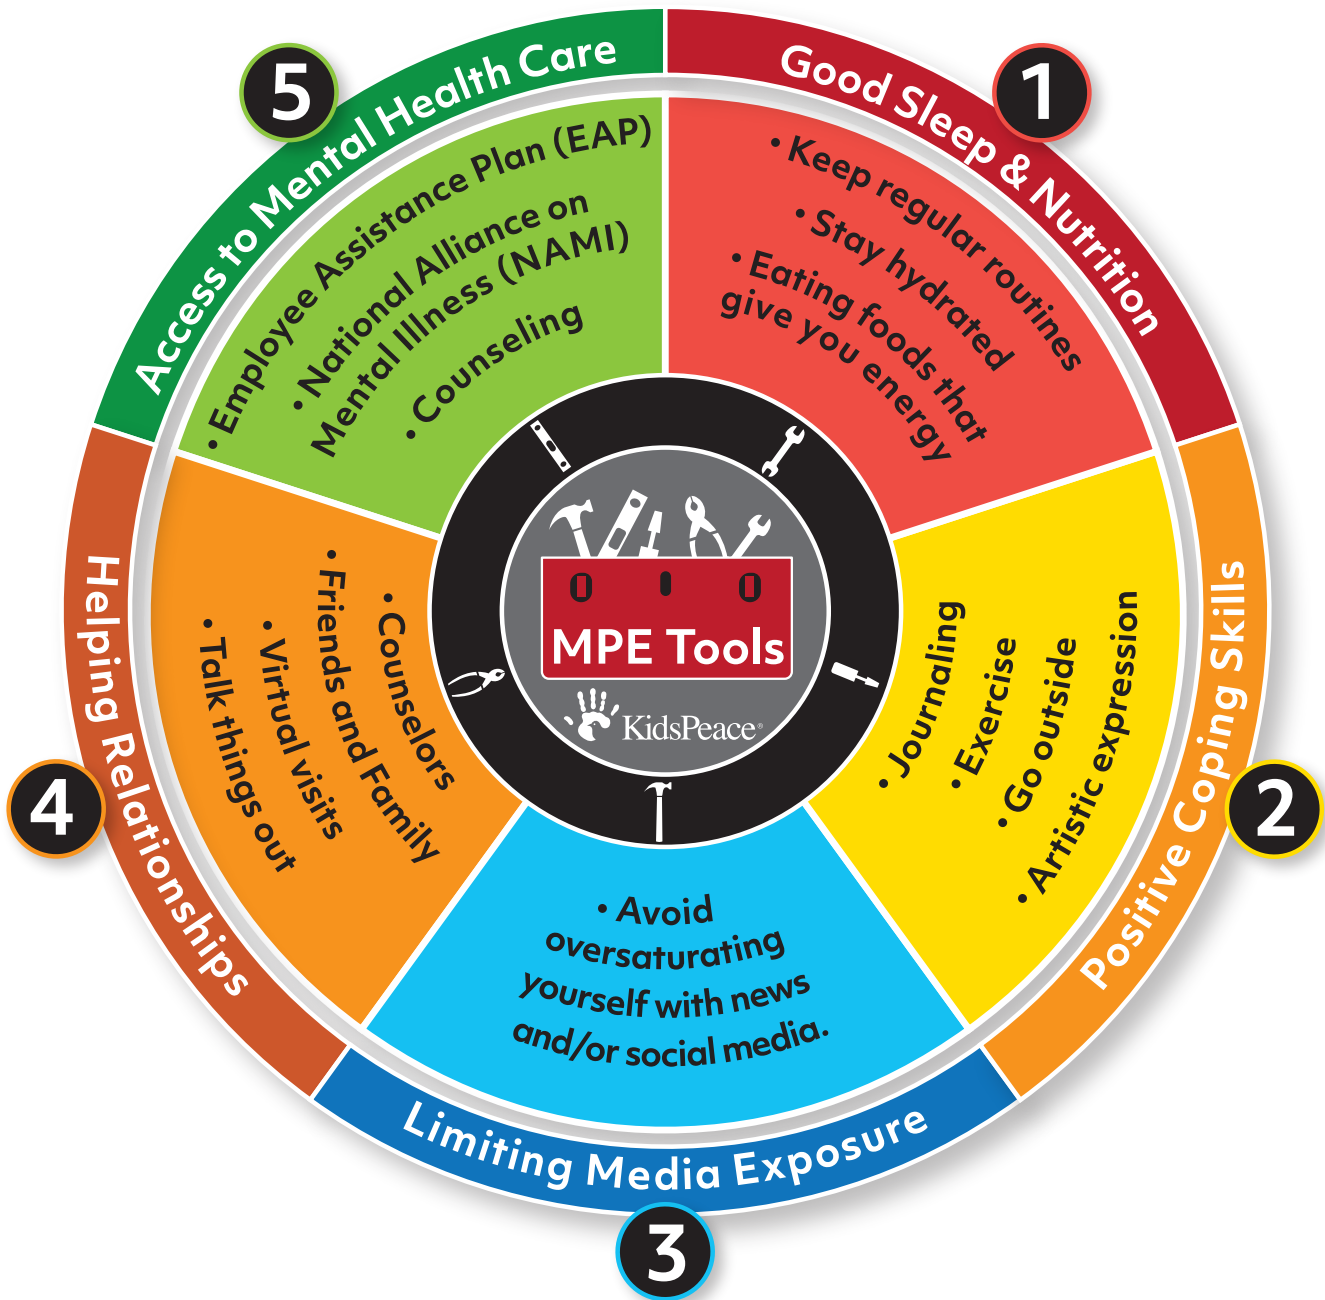 1
Good Sleep & Nutrition
• Keep regular routines
• Stay hydrated
• Eating foods that
give you energy
2
Positive Coping Skills
• Journaling
• Exercise
• Go outside
• Artistic expression
3
Limiting Media Exposure
• Avoid
oversaturating
yourself with news
and/or social media.
4
Helping Relationships
• Counselors
• Friends and Family
• Virtual visits
• Talk things out
5
Access to Mental Health Care
• Employee Assistance Plan (EAP)
• National Alliance on
Mental Illness (NAMI)
• Counseling
MPE Tools
KidsPeace®